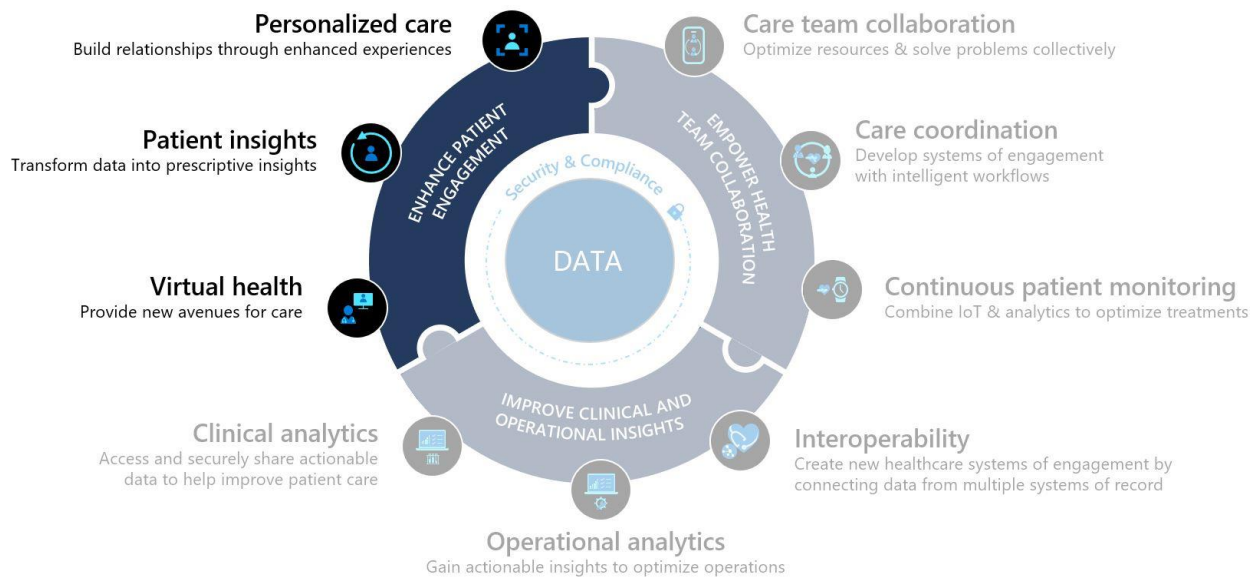 Personalized care
Build relationships through enhanced experiences
Patient insights
Transform data into prescriptive insights
Virtual health
Provide new avenues for care
ENHANCE PATIENT
ENGAGEMENT
Care team collaboration
Optimize resources & solve problems collectively
Care coordination
Develop systems of engagement
with intelligent workflows
Continuous patient monitoring
Combine IoT & analytics to optimize treatments
EMPOWER HEALTH
TEAM COLLABORATION
Security & Compliance
DATA
IMPROVE CLINICAL AND
OPERATIONAL INSIGHTS
Clinical analytics
Access and securely share actionable
data to help improve patient care
Operational analytics
Gain actionable insights to optimize operations
Interoperability
Create new healthcare systems of engagement by
connecting data from multiple systems of record